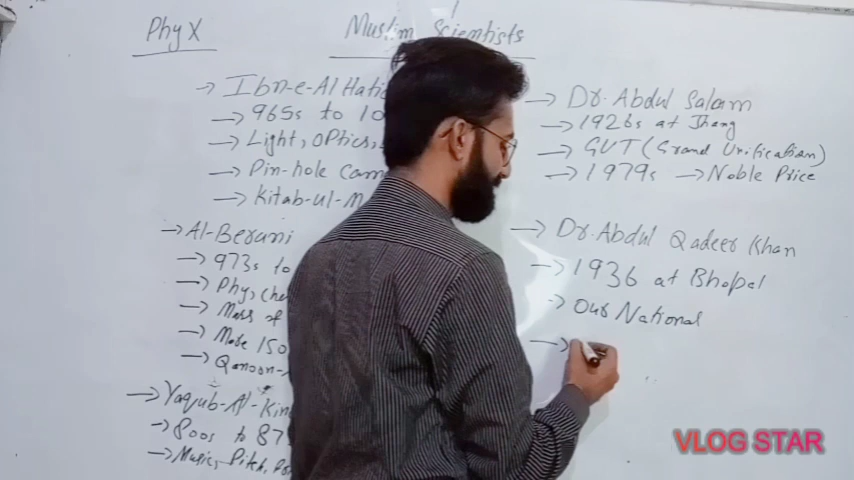 Phy X
Muslim Scientists
→ Ibn-e-Al Hati
→ 965s to 10
→ Light, Optics,
→ Pin-hole Cam
→ Kitab-ul-M
→ Al-Beruni
→ 973s to
→ Phy, Che
→ Mass of
→ More 150
→ Qanoon-
→ Yaqub-Al-Kin
→ 800s to 87
→ Music, Pitch,
→ Dr. Abdul Salam
→ 1926s at Jhang
→ GUT (Grand Unification)
→ 1979s → Noble Price
→ Dr. Abdul Qadeer Khan
→ 1936 at Bhopal
→ Our National
→
VLOG STAR